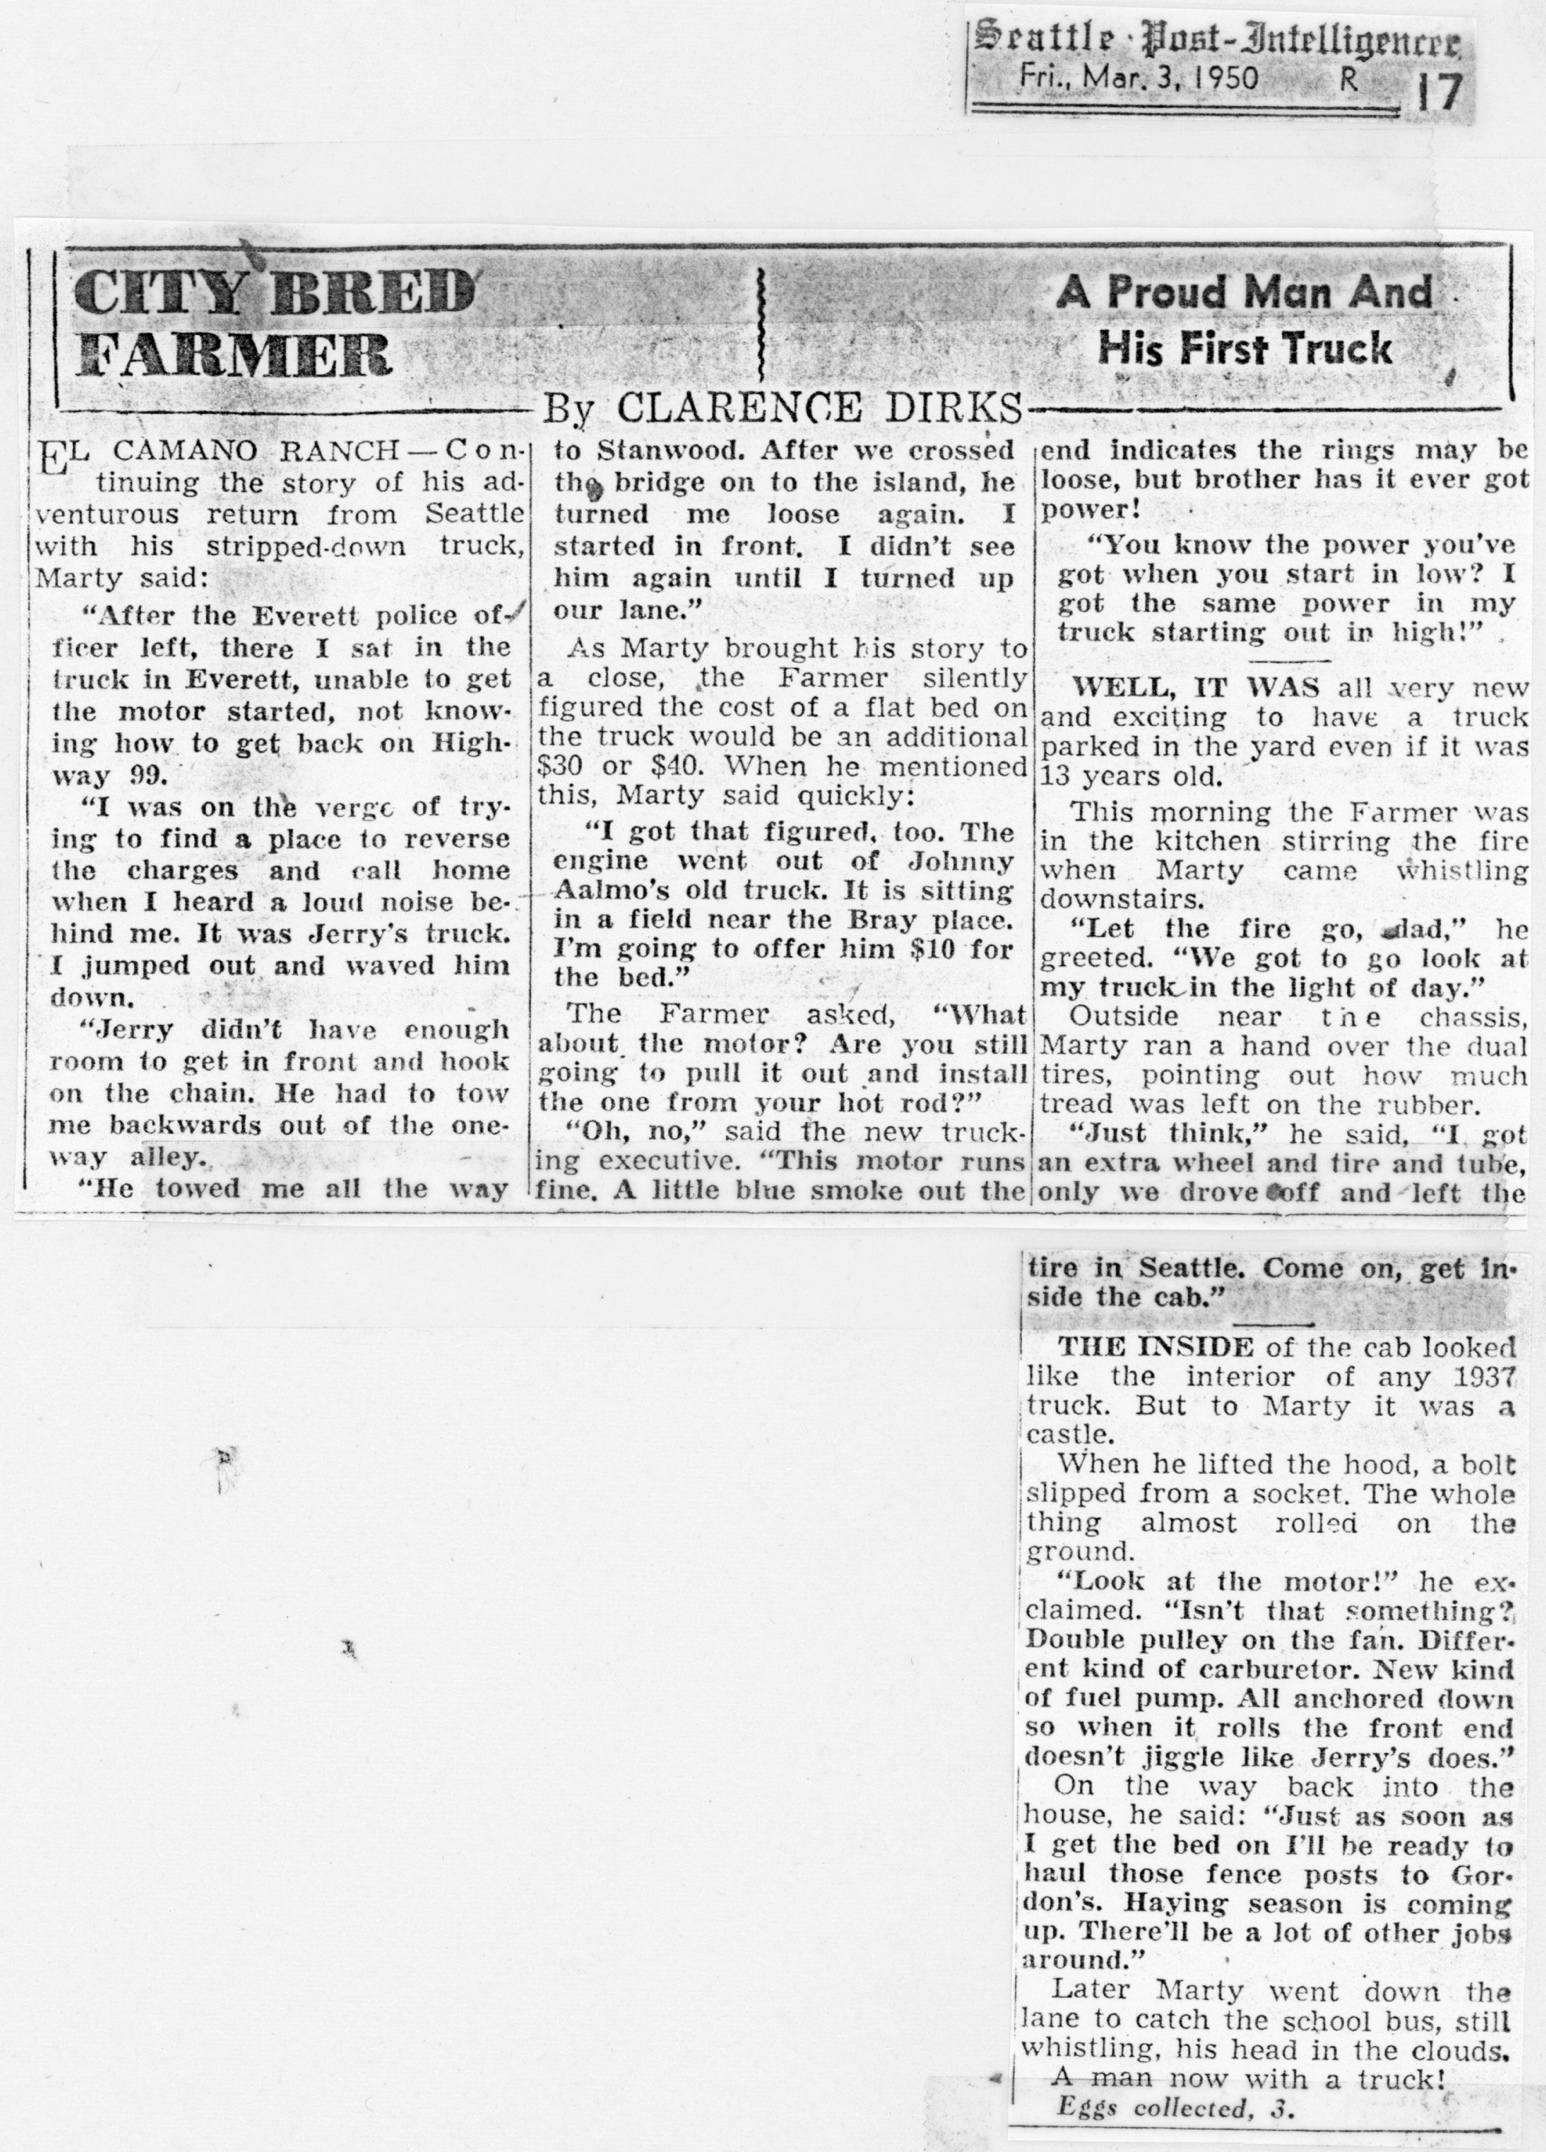 Seattle Post-Intelligencer
Fri., Mar. 3, 1950 R 17
CITY BRED
FARMER
A Proud Man And
His First Truck
By CLARENCE DIRKS
EL CAMANO RANCH — Con-
tinuing the story of his ad-
venturous return from Seattle
with his stripped-down truck,
Marty said:
"After the Everett police of-
ficer left, there I sat in the
truck in Everett, unable to get
the motor started, not know-
ing how to get back on High-
way 99.
"I was on the verge of try-
ing to find a place to reverse
the charges and call home
when I heard a loud noise be-
hind me. It was Jerry's truck.
I jumped out and waved him
down.
"Jerry didn't have enough
room to get in front and hook
on the chain. He had to tow
me backwards out of the one-
way alley.
"He towed me all the way
to Stanwood. After we crossed
the bridge on to the island, he
turned me loose again. I
started in front. I didn't see
him again until I turned up
our lane."
As Marty brought his story to
a close, the Farmer silently
figured the cost of a flat bed on
the truck would be an additional
$30 or $40. When he mentioned
this, Marty said quickly:
"I got that figured, too. The
engine went out of Johnny
Aalmo's old truck. It is sitting
in a field near the Bray place.
I'm going to offer him $10 for
the bed."
The Farmer asked, "What
about the motor? Are you still
going to pull it out and install
the one from your hot rod?"
"Oh, no," said the new truck-
ing executive. "This motor runs
fine. A little blue smoke out the
end indicates the rings may be
loose, but brother has it ever got
power!
"You know the power you've
got when you start in low? I
got the same power in my
truck starting out in high!"
WELL, IT WAS all very new
and exciting to have a truck
parked in the yard even if it was
13 years old.
This morning the Farmer was
in the kitchen stirring the fire
when Marty came whistling
downstairs.
"Let the fire go, dad," he
greeted. "We got to go look at
my truck in the light of day."
Outside near the chassis,
Marty ran a hand over the dual
tires, pointing out how much
tread was left on the rubber.
"Just think," he said, "I got
an extra wheel and tire and tube,
only we drove off and left the
tire in Seattle. Come on, get in-
side the cab."
THE INSIDE of the cab looked
like the interior of any 1937
truck. But to Marty it was a
castle.
When he lifted the hood, a bolt
slipped from a socket. The whole
thing almost rolled on the
ground.
"Look at the motor!" he ex-
claimed. "Isn't that something?
Double pulley on the fan. Differ-
ent kind of carburetor. New kind
of fuel pump. All anchored down
so when it rolls the front end
doesn't jiggle like Jerry's does."
On the way back into the
house, he said: "Just as soon as
I get the bed on I'll be ready to
haul those fence posts to Gor-
don's. Haying season is coming
up. There'll be a lot of other jobs
around."
Later Marty went down the
lane to catch the school bus, still
whistling, his head in the clouds.
A man now with a truck!
Eggs collected, 3.